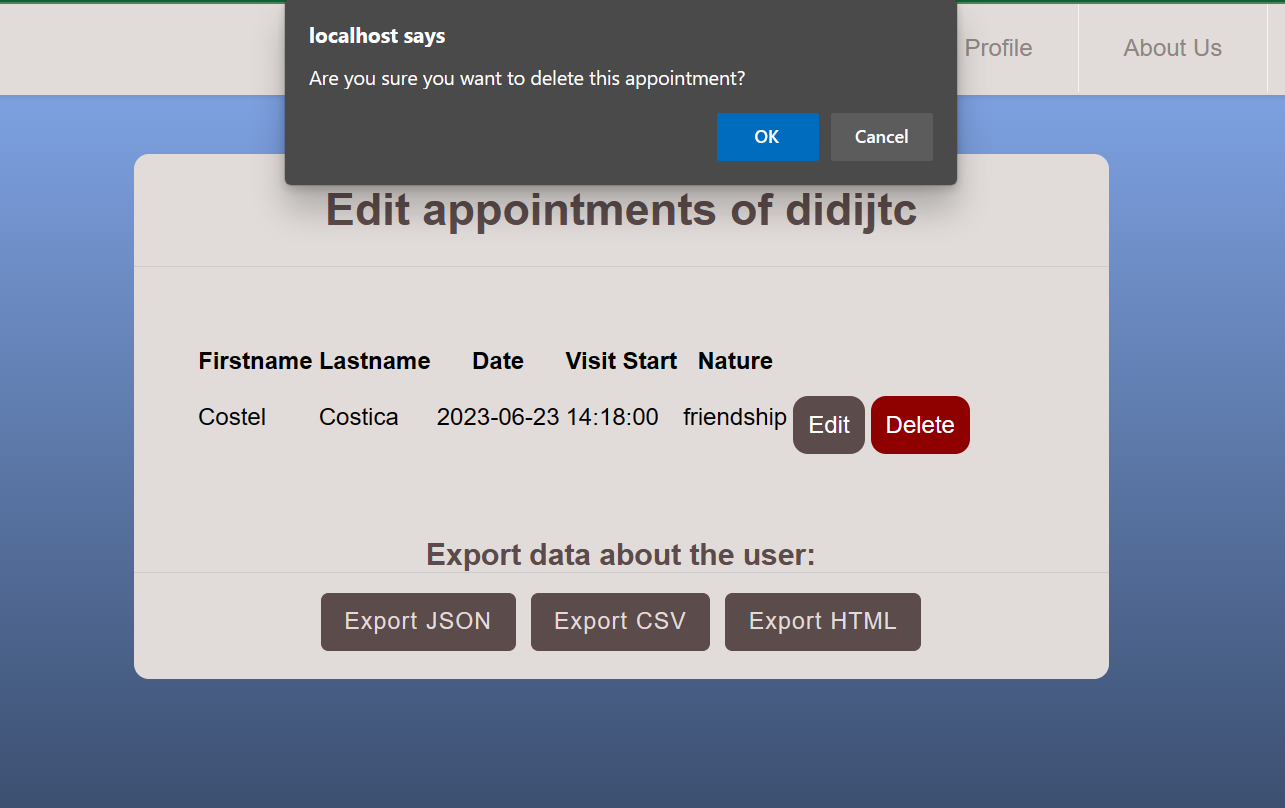 localhost says
Are you sure you want to delete this appointment?
OK Cancel
Profile About Us
Edit appointments of didijtc
Firstname Lastname Date Visit Start Nature
Costel Costica 2023-06-23 14:18:00 friendship Edit Delete
Export data about the user:
Export JSON Export CSV Export HTML